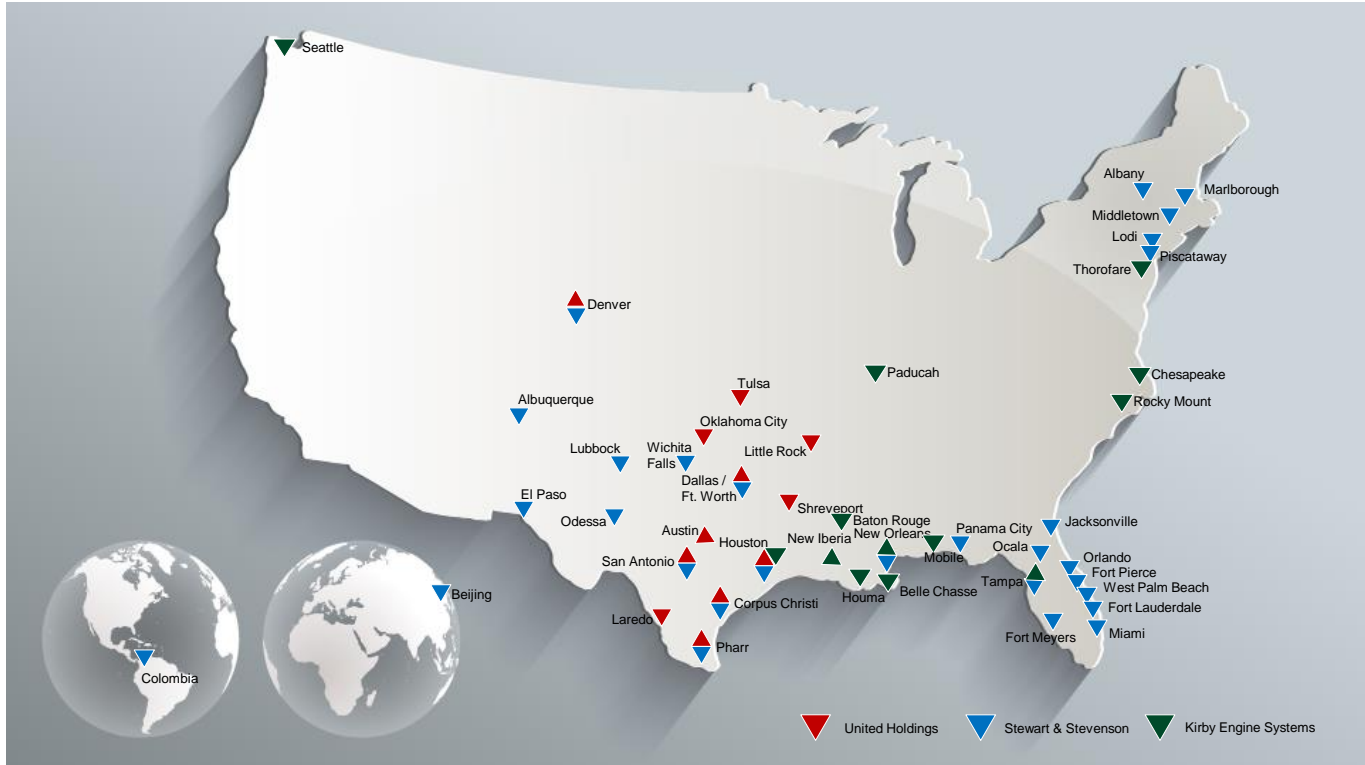 Seattle
Albany
Marlborough
Middletown
Lodi
Piscataway
Thorofare
Denver
Paducah
Chesapeake
Tulsa
Rocky Mount
Albuquerque
Oklahoma City
Lubbock
Wichita
Falls
Little Rock
Dallas /
Ft. Worth
El Paso
Odessa
Shreveport
Baton Rouge
Austin
Houston
New Iberia
New Orleans
Mobile
Panama City
Jacksonville
Ocala
San Antonio
Orlando
Fort Pierce
Tampa
West Palm Beach
Houma
Belle Chasse
Beijing
Corpus Christi
Fort Lauderdale
Laredo
Fort Meyers
Miami
Pharr
Colombia
United Holdings
Stewart & Stevenson
Kirby Engine Systems